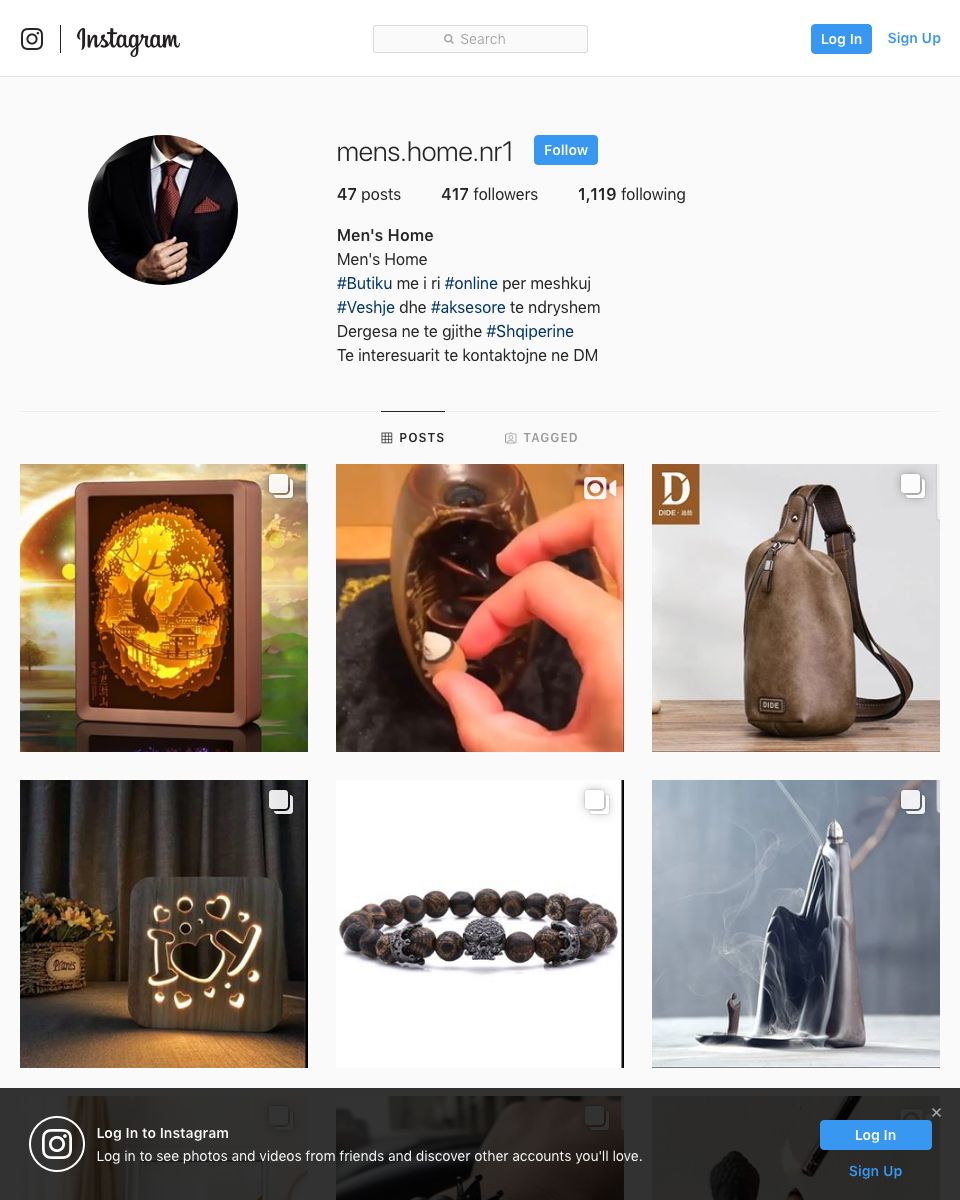 Instagram
Search
Log In
Sign Up
mens.home.nr1
Follow
47 posts
417 followers
1,119 following
Men's Home
Men's Home
#Butiku me i ri #online per meshkuj
#Veshje dhe #aksesore te ndryshem
Dergesa ne te gjithe #Shqiperine
Te interesuarit te kontaktojne ne DM
POSTS
TAGGED
D
DIDE
DIDE
Plants
I Y
Log In to Instagram
Log in to see photos and videos from friends and discover other accounts you'll love.
Log In
Sign Up